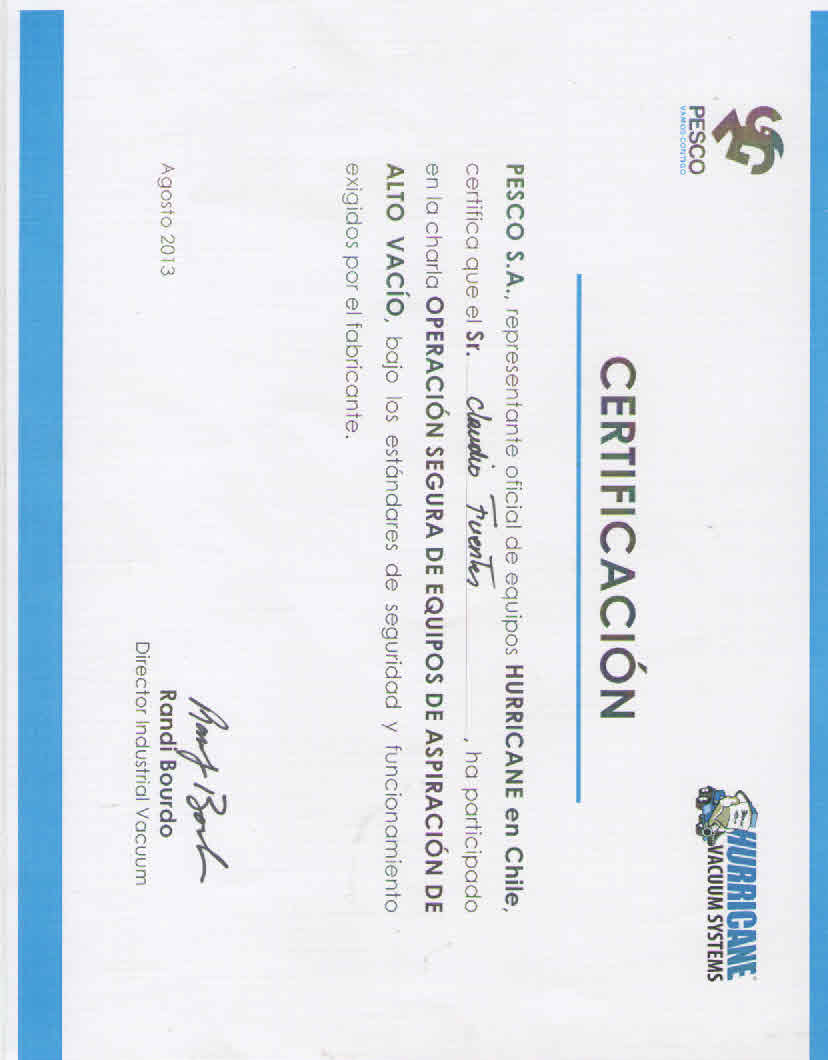 PESCO
VAMOS CONTIGO
HURRICANE
VACUUM SYSTEMS
CERTIFICACIÓN
PESCO S.A., representante oficial de equipos HURRICANE en Chile,
certifica que el Sr. Claudio Fuentes, ha participado
en la charla OPERACIÓN SEGURA DE EQUIPOS DE ASPIRACIÓN DE
ALTO VACÍO, bajo los estándares de seguridad y funcionamiento
exigidos por el fabricante.
Agosto 2013
Randi Bourdo
Director Industrial Vacuum